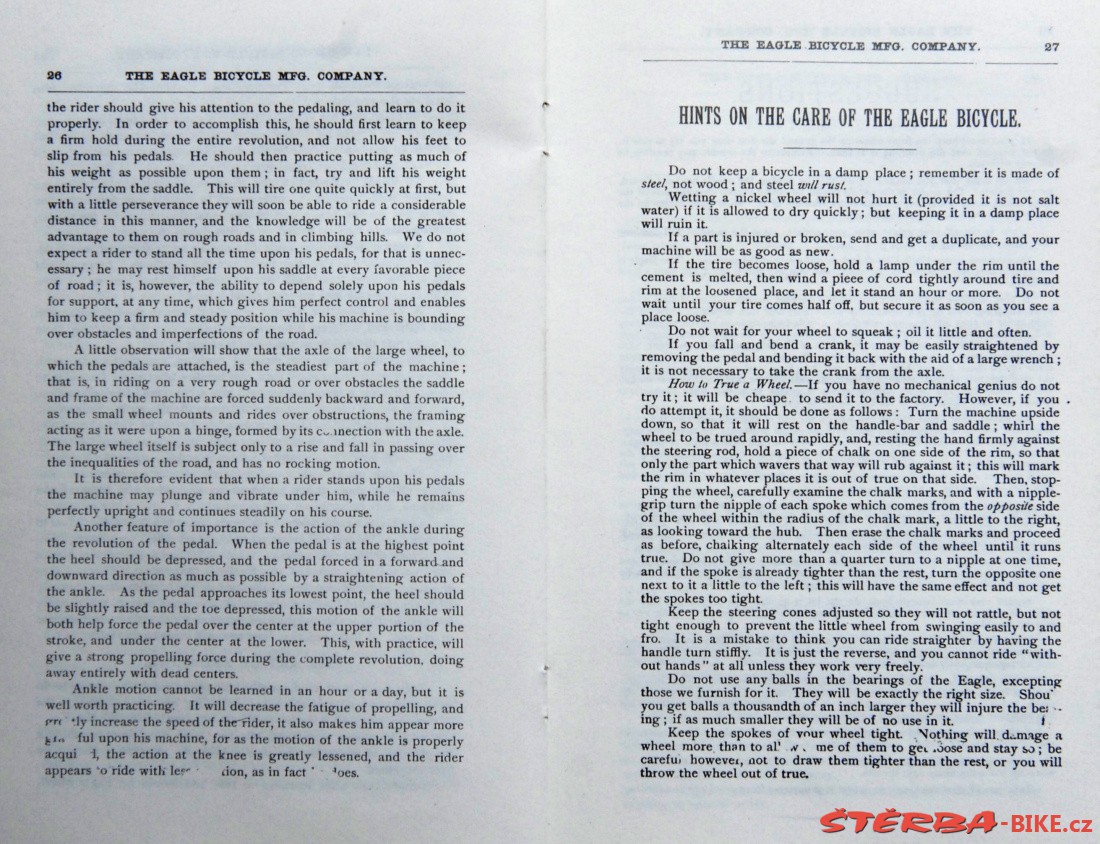 26 THE EAGLE BICYCLE MFG. COMPANY.
the rider should give his attention to the pedaling, and learn to do it
properly. In order to accomplish this, he should first learn to keep
a firm hold during the entire revolution, and not allow his feet to
slip from his pedals. He should then practice putting as much of
his weight as possible upon them ; in fact, try and lift his weight
entirely from the saddle. This will tire one quite quickly at first, but
with a little perseverance they will soon be able to ride a considerable
distance in this manner, and the knowledge will be of the greatest
advantage to them on rough roads and in climbing hills. We do not
expect a rider to stand all the time upon his pedals, for that is unnec-
essary ; he may rest himself upon his saddle at every favorable piece
of road ; it is, however, the ability to depend solely upon his pedals
for support, at any time, which gives him perfect control and enables
him to keep a firm and steady position while his machine is bounding
over obstacles and imperfections of the road.
A little observation will show that the axle of the large wheel, to
which the pedals are attached, is the steadiest part of the machine ;
that is, in riding on a very rough road or over obstacles the saddle
and frame of the machine are forced suddenly backward and forward,
as the small wheel mounts and rides over obstructions, the framing
acting as it were upon a hinge, formed by its connection with the axle.
The large wheel itself is subject only to a rise and fall in passing over
the inequalities of the road, and has no rocking motion.
It is therefore evident that when a rider stands upon his pedals
the machine may plunge and vibrate under him, while he remains
perfectly upright and continues steadily on his course.
Another feature of importance is the action of the ankle during
the revolution of the pedal. When the pedal is at the highest point
the heel should be depressed, and the pedal forced in a forward and
downward direction as much as possible by a straightening action of
the ankle. As the pedal approaches its lowest point, the heel should
be slightly raised and the toe depressed, this motion of the ankle will
both help force the pedal over the center at the upper portion of the
stroke, and under the center at the lower. This, with practice, will
give a strong propelling force during the complete revolution, doing
away entirely with dead centers.
Ankle motion cannot be learned in an hour or a day, but it is
well worth practicing. It will decrease the fatigue of propelling, and
increase the speed of the rider, it also makes him appear more
upon his machine, for as the motion of the ankle is properly
the action at the knee is greatly lessened, and the rider
appears to ride with as in fact
THE EAGLE BICYCLE MFG. COMPANY. 27
HINTS ON THE CARE OF THE EAGLE BICYCLE.
Do not keep a bicycle in a damp place ; remember it is made of
steel, not wood ; and steel will rust.
Wetting a nickel wheel will not hurt it (provided it is not salt
water) if it is allowed to dry quickly ; but keeping it in a damp place
will ruin it.
If a part is injured or broken, send and get a duplicate, and your
machine will be as good as new.
If the tire becomes loose, hold a lamp under the rim until the
cement is melted, then wind a piece of cord tightly around tire and
rim at the loosened place, and let it stand an hour or more. Do not
wait until your tire comes half off, but secure it as soon as you see a
place loose.
Do not wait for your wheel to squeak ; oil it little and often.
If you fall and bend a crank, it may be easily straightened by
removing the pedal and bending it back with the aid of a large wrench ;
it is not necessary to take the crank from the axle.
How to True a Wheel.—If you have no mechanical genius do not
try it ; it will be cheape to send it to the factory. However, if you
do attempt it, it should be done as follows : Turn the machine upside
down, so that it will rest on the handle-bar and saddle ; whirl the
wheel to be trued around rapidly, and, resting the hand firmly against
the steering rod, hold a piece of chalk on one side of the rim, so that
only the part which wavers that way will rub against it ; this will mark
the rim in whatever places it is out of true on that side. Then, stop-
ping the wheel, carefully examine the chalk marks, and with a nipple-
grip turn the nipple of each spoke which comes from the opposite side
of the wheel within the radius of the chalk mark, a little to the right,
as looking toward the hub. Then erase the chalk marks and proceed
as before, chalking alternately each side of the wheel until it runs
true. Do not give more than a quarter turn to a nipple at one time,
and if the spoke is already tighter than the rest, turn the opposite one
next to it a little to the left ; this will have the same effect and not get
the spokes too tight.
Keep the steering cones adjusted so they will not rattle, but not
tight enough to prevent the little wheel from swinging easily to and
fro. It is a mistake to think you can ride straighter by having the
handle turn stiffly. It is just the reverse, and you cannot ride "with-
out hands" at all unless they work very freely.
Do not use any balls in the bearings of the Eagle, excepting
those we furnish for it. They will be exactly the right size. Shou
you get balls a thousandth of an inch larger they will injure the bear-
ing ; if as much smaller they will be of no use in it.
Keep the spokes of your wheel tight. Nothing will damage a
wheel more than to me of them to get loose and stay so ; be
careful however, not to draw them tighter than the rest, or you will
throw the wheel out of true.
ŠTĚRBA-BIKE.cz